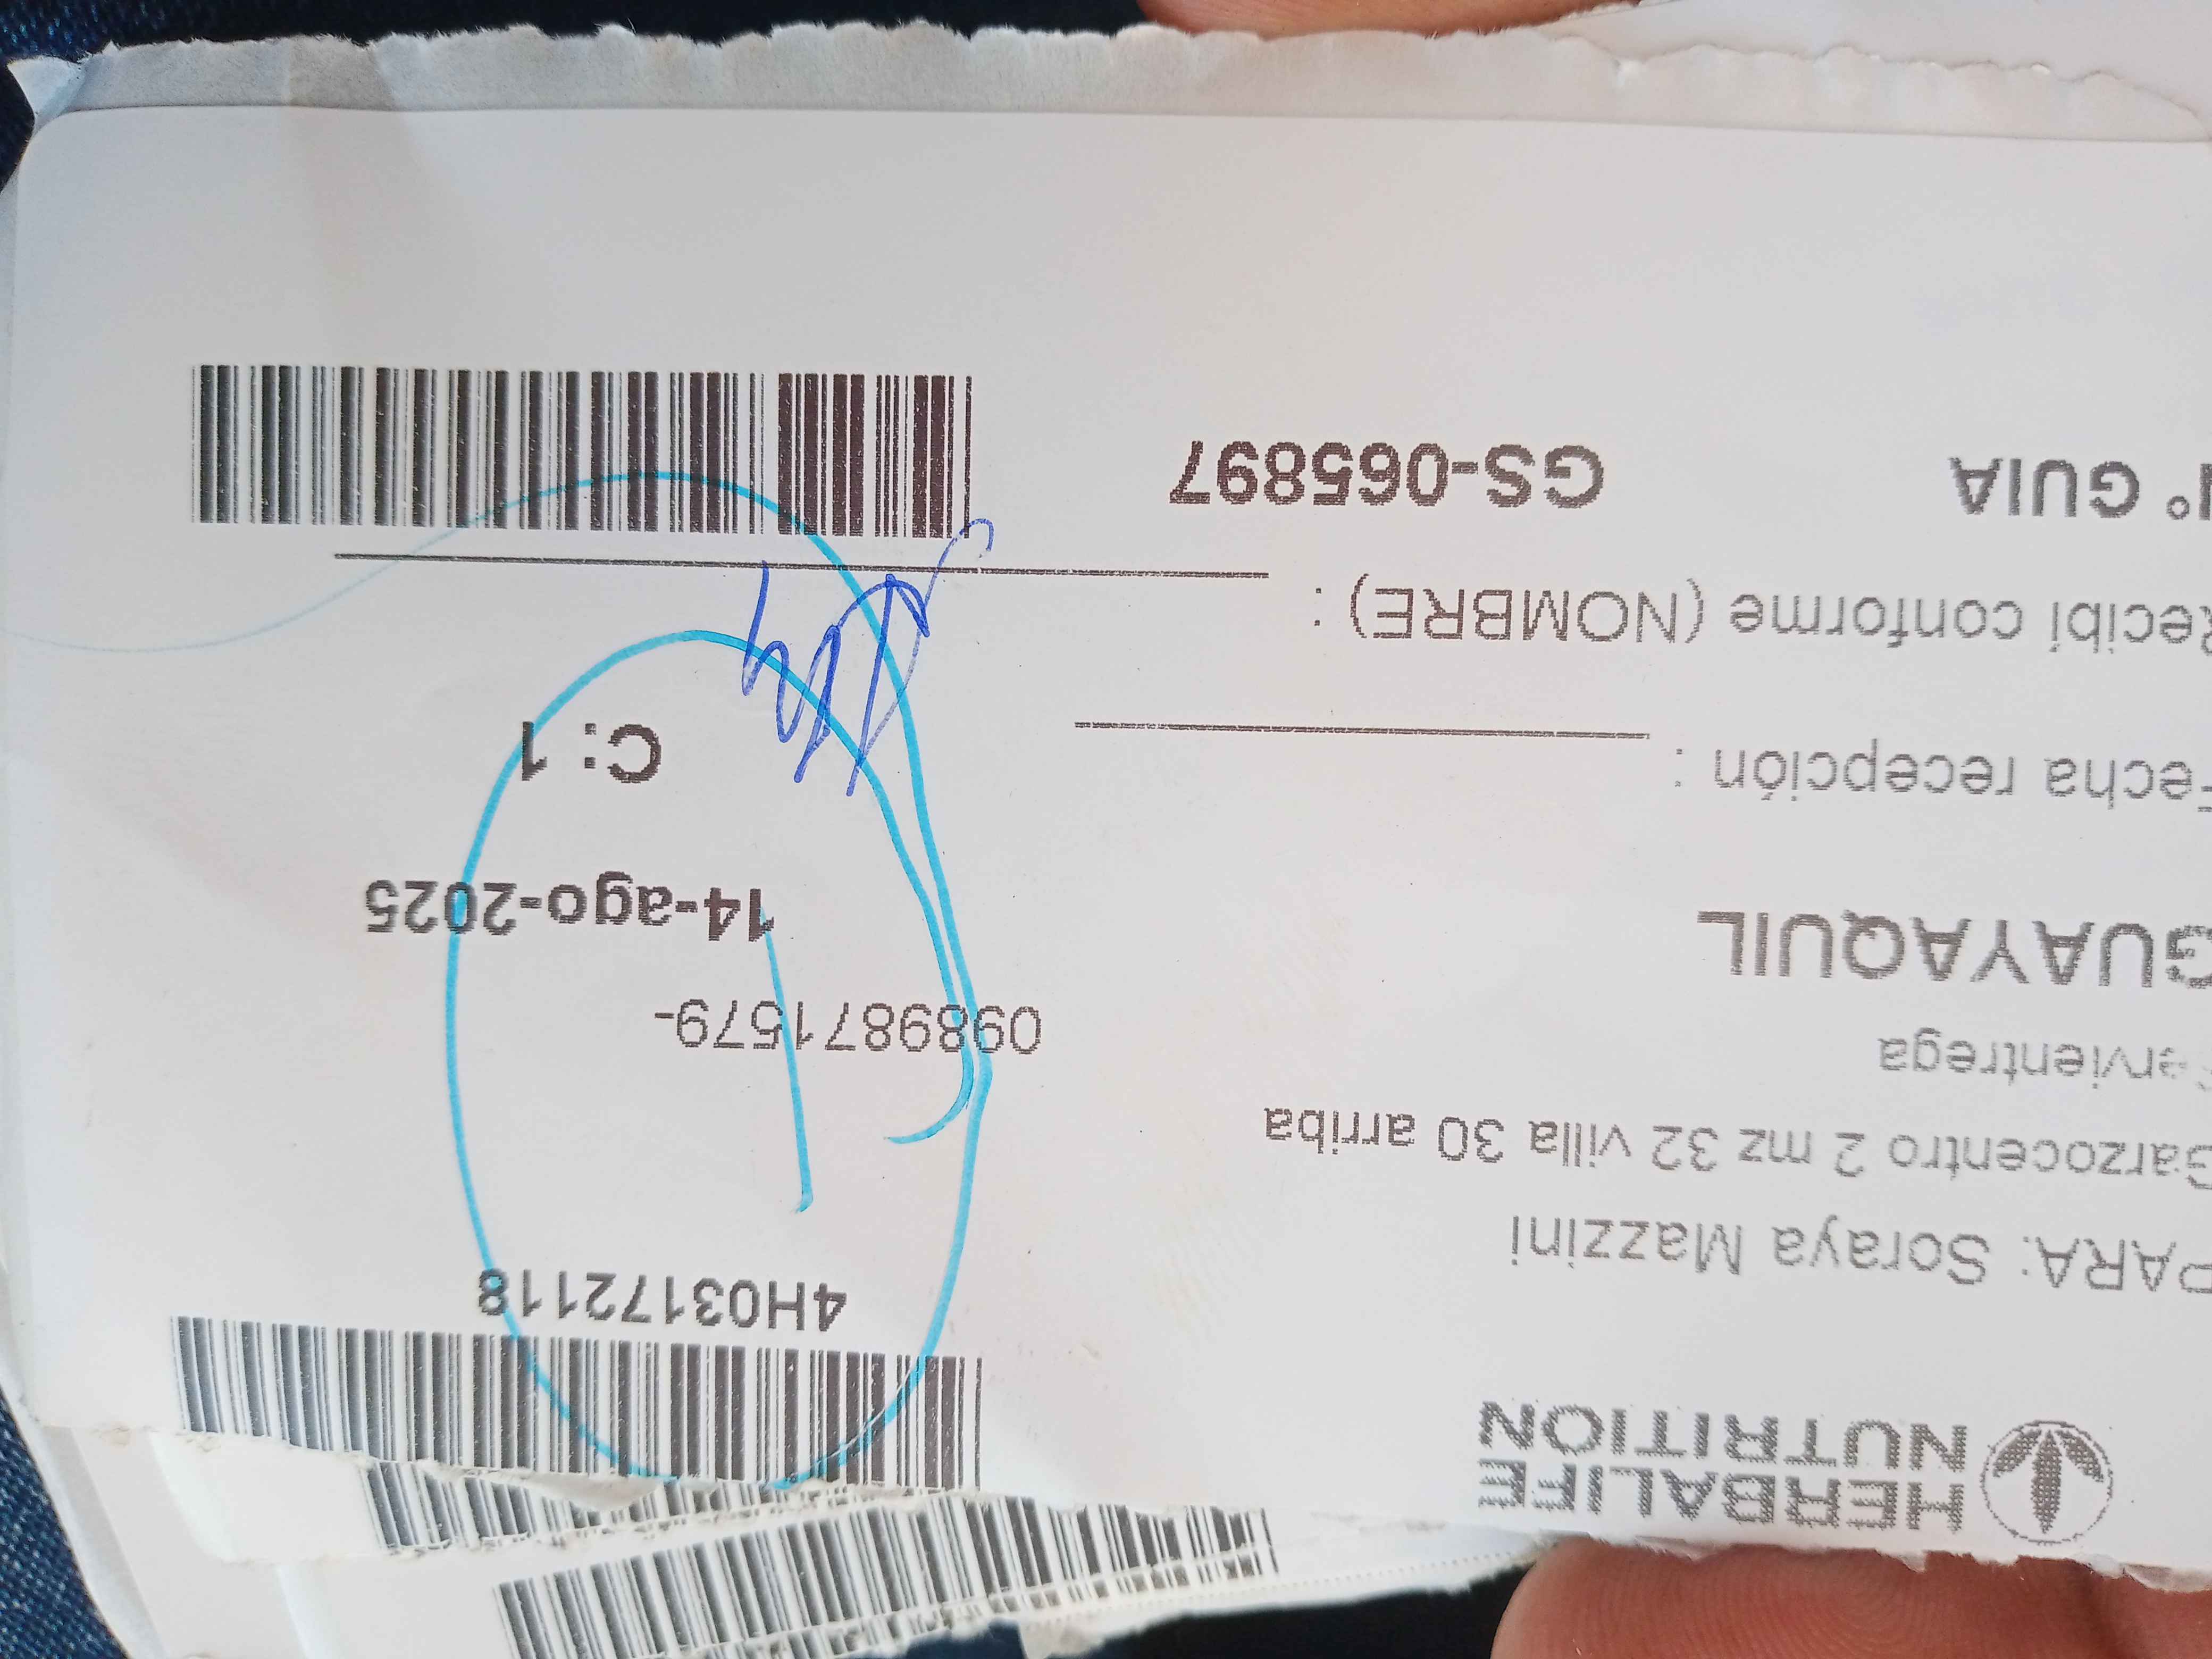 HERBALIFE
NUTRITION
4H03172118
PARA: Soraya Mazzini
Garzocentro 2 mz 32 villa 30 arriba
Servientrega
0989871579-
GUAYAQUIL
14-ago-2025
Fecha recepción :
C: 1
Recibí conforme (NOMBRE) :
N° GUIA
GS-065897